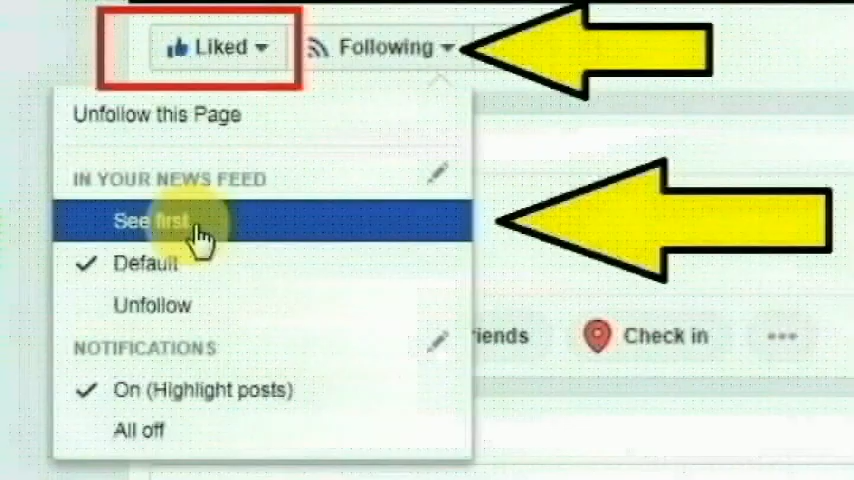 Liked Following
Unfollow this Page
IN YOUR NEWS FEED
See first
Default
Unfollow
NOTIFICATIONS
riends Check in
On (Highlight posts)
All off